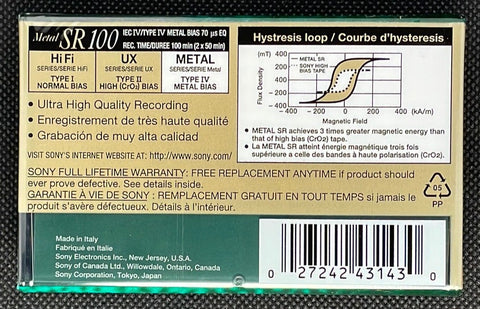 Metal SR 100
IEC IV/TYPE IV METAL BIAS 70 µs EQ
REC. TIME/DUREE 100 min (2 x 50 min)
HiFi
SERIES/SERIE HiFi
TYPE I
NORMAL BIAS
UX
SERIES/SERIE UX
TYPE II
HIGH (CrO2) BIAS
METAL
SERIES/SERIE Metal
TYPE IV
METAL BIAS
• Ultra High Quality Recording
• Enregistrement de très haute qualité
• Grabación de muy alta calidad
VISIT SONY'S INTERNET WEBSITE AT: http://www.sony.com/
Hystresis loop / Courbe d'hysteresis
(mT)
400
200
0
-200
-400
Flux Density
METAL SR
SONY HIGH
BIAS TAPE
-200 -100 0 100 200 (kA/m)
Magnetic Field
• METAL SR achieves 3 times greater magnetic energy than
that of high bias (CrO2) tape.
• La METAL SR atteint énergie magnétique trois fois
supérieure a celle des bandes à haute polarisation (CrO2)
SONY FULL LIFETIME WARRANTY: FREE REPLACEMENT ANYTIME if product should
ever prove defective. See details inside.
GARANTIE À VIE DE SONY : REMPLACEMENT GRATUIT EN TOUT TEMPS si jamais le
produit s'avère défectueux. Détails à l'intérieur.
05
PP
Made in Italy
Fabriqué en Italie
Sony Electronics Inc., New Jersey, U.S.A.
Sony of Canada Ltd., Willowdale, Ontario, Canada
Sony Corporation, Tokyo, Japan
0 27242 43143 0